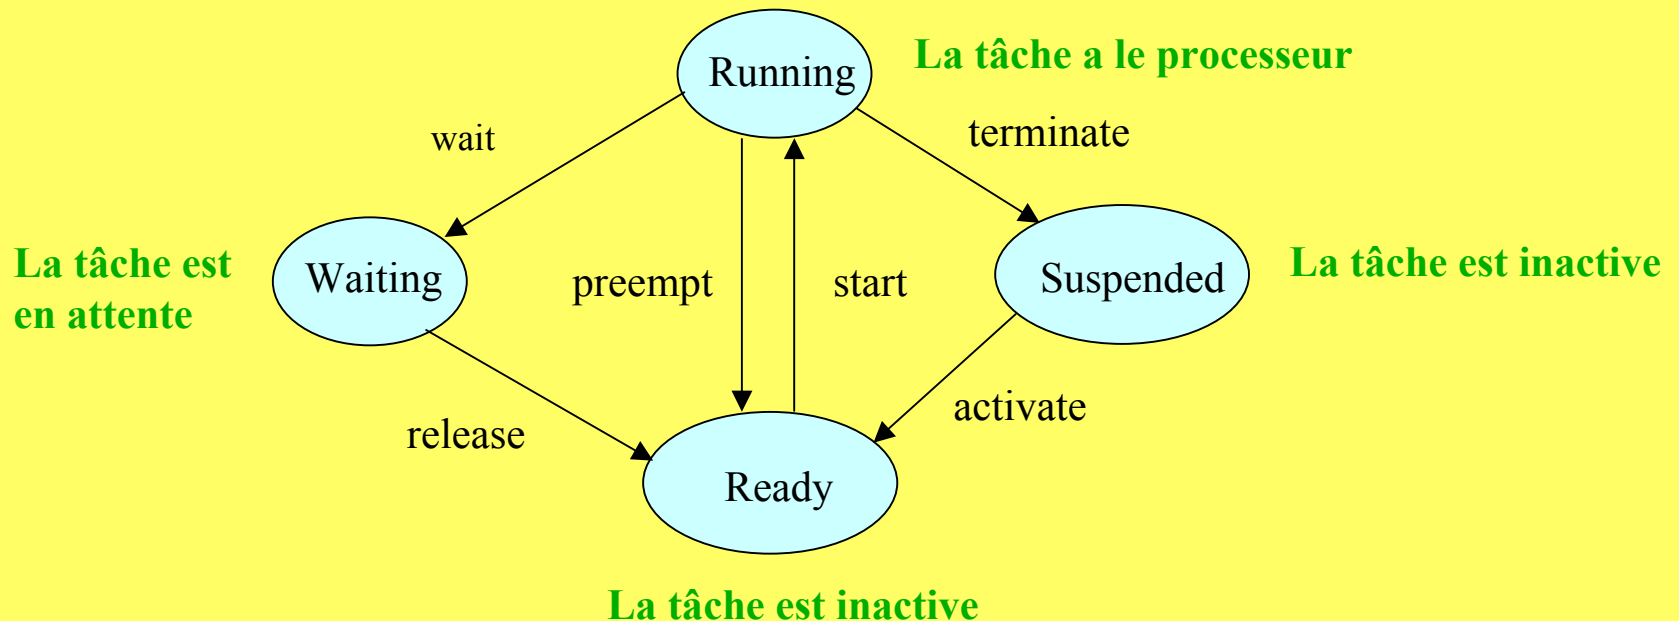 Running
La tâche a le processeur
wait
terminate
La tâche est
en attente
Waiting
preempt
start
Suspended
La tâche est inactive
release
activate
Ready
La tâche est inactive